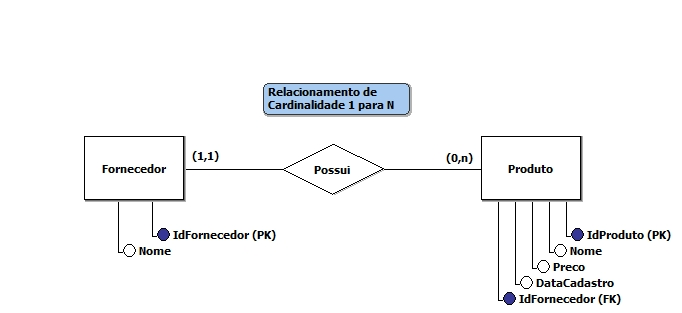 Relacionamento de
Cardinalidade 1 para N
Fornecedor
(1,1)
Possui
(0,n)
Produto
IdFornecedor (PK)
Nome
IdProduto (PK)
Nome
Preco
DataCadastro
IdFornecedor (FK)